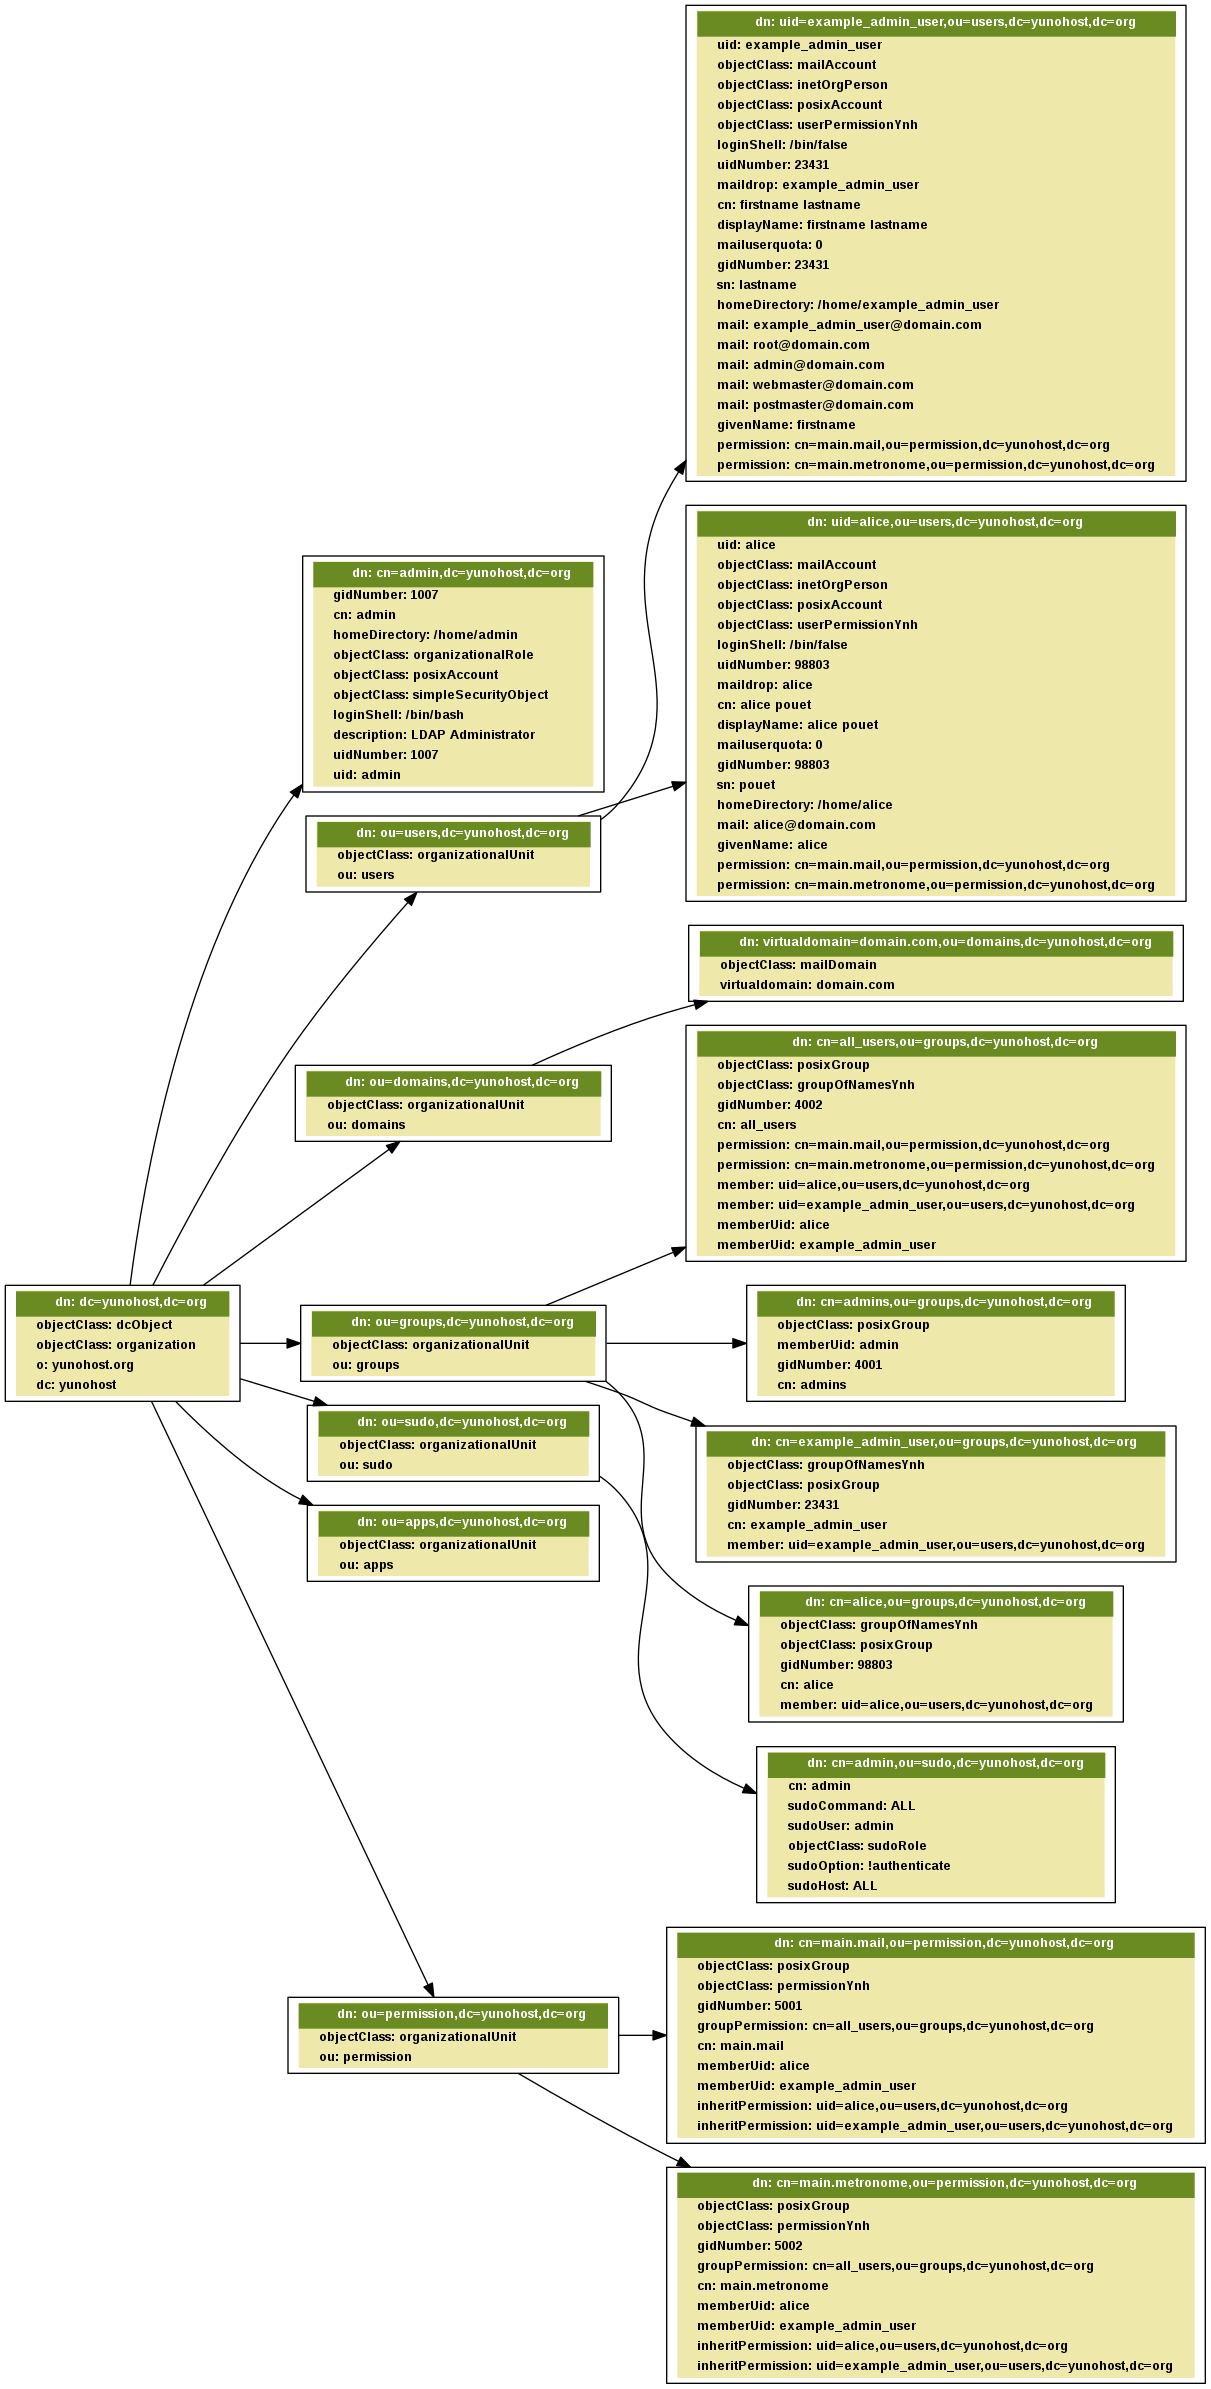 dn: uid=example_admin_user,ou=users,dc=yunohost,dc=org
uid: example_admin_user
objectClass: mailAccount
objectClass: inetOrgPerson
objectClass: posixAccount
objectClass: userPermissionYnh
loginShell: /bin/false
uidNumber: 23431
maildrop: example_admin_user
cn: firstname lastname
displayName: firstname lastname
mailuserquota: 0
gidNumber: 23431
sn: lastname
homeDirectory: /home/example_admin_user
mail: example_admin_user@domain.com
mail: root@domain.com
mail: admin@domain.com
mail: webmaster@domain.com
mail: postmaster@domain.com
givenName: firstname
permission: cn=main.mail,ou=permission,dc=yunohost,dc=org
permission: cn=main.metronome,ou=permission,dc=yunohost,dc=org
dn: uid=alice,ou=users,dc=yunohost,dc=org
uid: alice
objectClass: mailAccount
objectClass: inetOrgPerson
objectClass: posixAccount
objectClass: userPermissionYnh
loginShell: /bin/false
uidNumber: 98803
maildrop: alice
cn: alice pouet
displayName: alice pouet
mailuserquota: 0
gidNumber: 98803
sn: pouet
homeDirectory: /home/alice
mail: alice@domain.com
givenName: alice
permission: cn=main.mail,ou=permission,dc=yunohost,dc=org
permission: cn=main.metronome,ou=permission,dc=yunohost,dc=org
dn: cn=admin,dc=yunohost,dc=org
gidNumber: 1007
cn: admin
homeDirectory: /home/admin
objectClass: organizationalRole
objectClass: posixAccount
objectClass: simpleSecurityObject
loginShell: /bin/bash
description: LDAP Administrator
uidNumber: 1007
uid: admin
dn: ou=users,dc=yunohost,dc=org
objectClass: organizationalUnit
ou: users
dn: virtualdomain=domain.com,ou=domains,dc=yunohost,dc=org
objectClass: mailDomain
virtualdomain: domain.com
dn: ou=domains,dc=yunohost,dc=org
objectClass: organizationalUnit
ou: domains
dn: cn=all_users,ou=groups,dc=yunohost,dc=org
objectClass: posixGroup
objectClass: groupOfNamesYnh
gidNumber: 4002
cn: all_users
permission: cn=main.mail,ou=permission,dc=yunohost,dc=org
permission: cn=main.metronome,ou=permission,dc=yunohost,dc=org
member: uid=alice,ou=users,dc=yunohost,dc=org
member: uid=example_admin_user,ou=users,dc=yunohost,dc=org
memberUid: alice
memberUid: example_admin_user
dn: dc=yunohost,dc=org
objectClass: dcObject
objectClass: organization
o: yunohost.org
dc: yunohost
dn: ou=groups,dc=yunohost,dc=org
objectClass: organizationalUnit
ou: groups
dn: cn=admins,ou=groups,dc=yunohost,dc=org
objectClass: posixGroup
memberUid: admin
gidNumber: 4001
cn: admins
dn: ou=sudo,dc=yunohost,dc=org
objectClass: organizationalUnit
ou: sudo
dn: cn=example_admin_user,ou=groups,dc=yunohost,dc=org
objectClass: groupOfNamesYnh
objectClass: posixGroup
gidNumber: 23431
cn: example_admin_user
member: uid=example_admin_user,ou=users,dc=yunohost,dc=org
dn: ou=apps,dc=yunohost,dc=org
objectClass: organizationalUnit
ou: apps
dn: cn=alice,ou=groups,dc=yunohost,dc=org
objectClass: groupOfNamesYnh
objectClass: posixGroup
gidNumber: 98803
cn: alice
member: uid=alice,ou=users,dc=yunohost,dc=org
dn: cn=admin,ou=sudo,dc=yunohost,dc=org
cn: admin
sudoCommand: ALL
sudoUser: admin
objectClass: sudoRole
sudoOption: !authenticate
sudoHost: ALL
dn: ou=permission,dc=yunohost,dc=org
objectClass: organizationalUnit
ou: permission
dn: cn=main.mail,ou=permission,dc=yunohost,dc=org
objectClass: posixGroup
objectClass: permissionYnh
gidNumber: 5001
groupPermission: cn=all_users,ou=groups,dc=yunohost,dc=org
cn: main.mail
memberUid: alice
memberUid: example_admin_user
inheritPermission: uid=alice,ou=users,dc=yunohost,dc=org
inheritPermission: uid=example_admin_user,ou=users,dc=yunohost,dc=org
dn: cn=main.metronome,ou=permission,dc=yunohost,dc=org
objectClass: posixGroup
objectClass: permissionYnh
gidNumber: 5002
groupPermission: cn=all_users,ou=groups,dc=yunohost,dc=org
cn: main.metronome
memberUid: alice
memberUid: example_admin_user
inheritPermission: uid=alice,ou=users,dc=yunohost,dc=org
inheritPermission: uid=example_admin_user,ou=users,dc=yunohost,dc=org